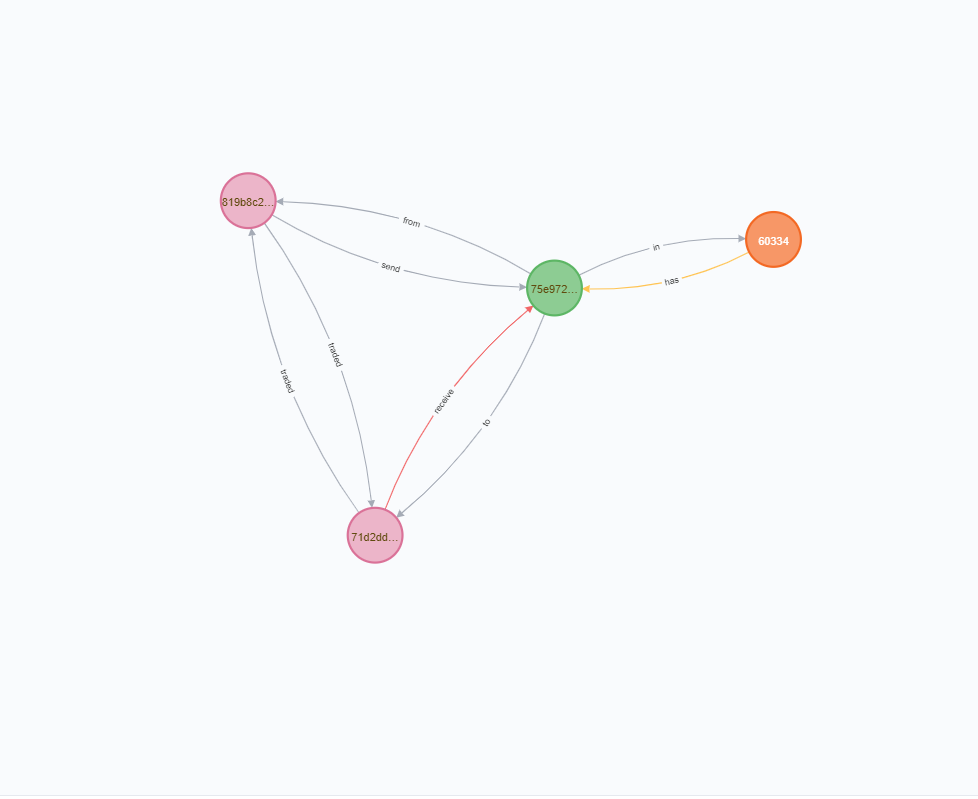 819b8c2...
from
send
75e972...
in
60334
has
traded
traded
receive
to
71d2dd...